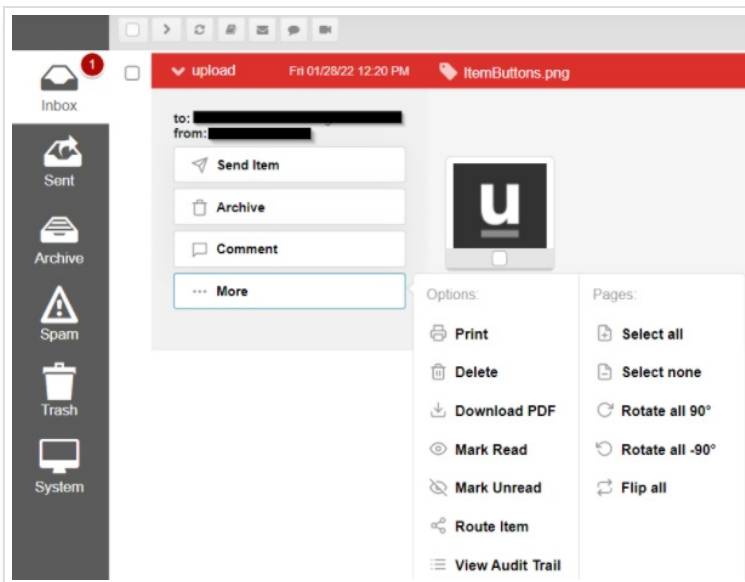 1
Inbox
Sent
Archive
Spam
Trash
System
upload Fri 01/28/22 12:20 PM ItemButtons.png
to:
from:
Send Item
Archive
Comment
More
u
Options:
Print
Delete
Download PDF
Mark Read
Mark Unread
Route Item
View Audit Trail
Pages:
Select all
Select none
Rotate all 90°
Rotate all -90°
Flip all